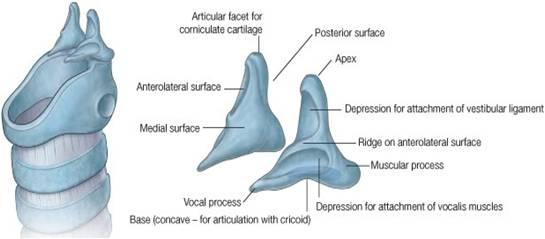 Articular facet for
corniculate cartilage
Posterior surface
Apex
Anterolateral surface
Depression for attachment of vestibular ligament
Medial surface
Ridge on anterolateral surface
Muscular process
Vocal process
Depression for attachment of vocalis muscles
Base (concave – for articulation with cricoid)